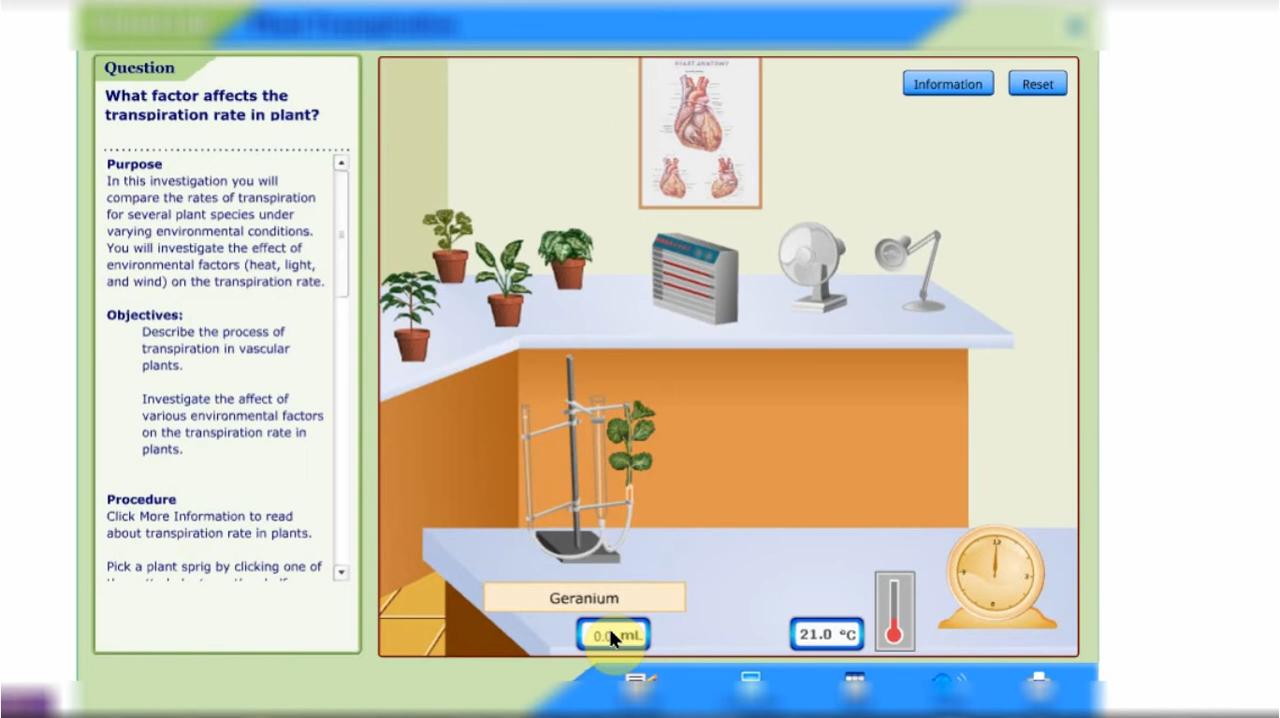 Question
What factor affects the
transpiration rate in plant?
Purpose
In this investigation you will
compare the rates of transpiration
for several plant species under
varying environmental conditions.
You will investigate the effect of
environmental factors (heat, light,
and wind) on the transpiration rate.
Objectives:
Describe the process of
transpiration in vascular
plants.
Investigate the affect of
various environmental factors
on the transpiration rate in
plants.
Procedure
Click More Information to read
about transpiration rate in plants.
Pick a plant sprig by clicking one of
HEART ANATOMY
Information
Reset
Geranium
mL
21.0 °C